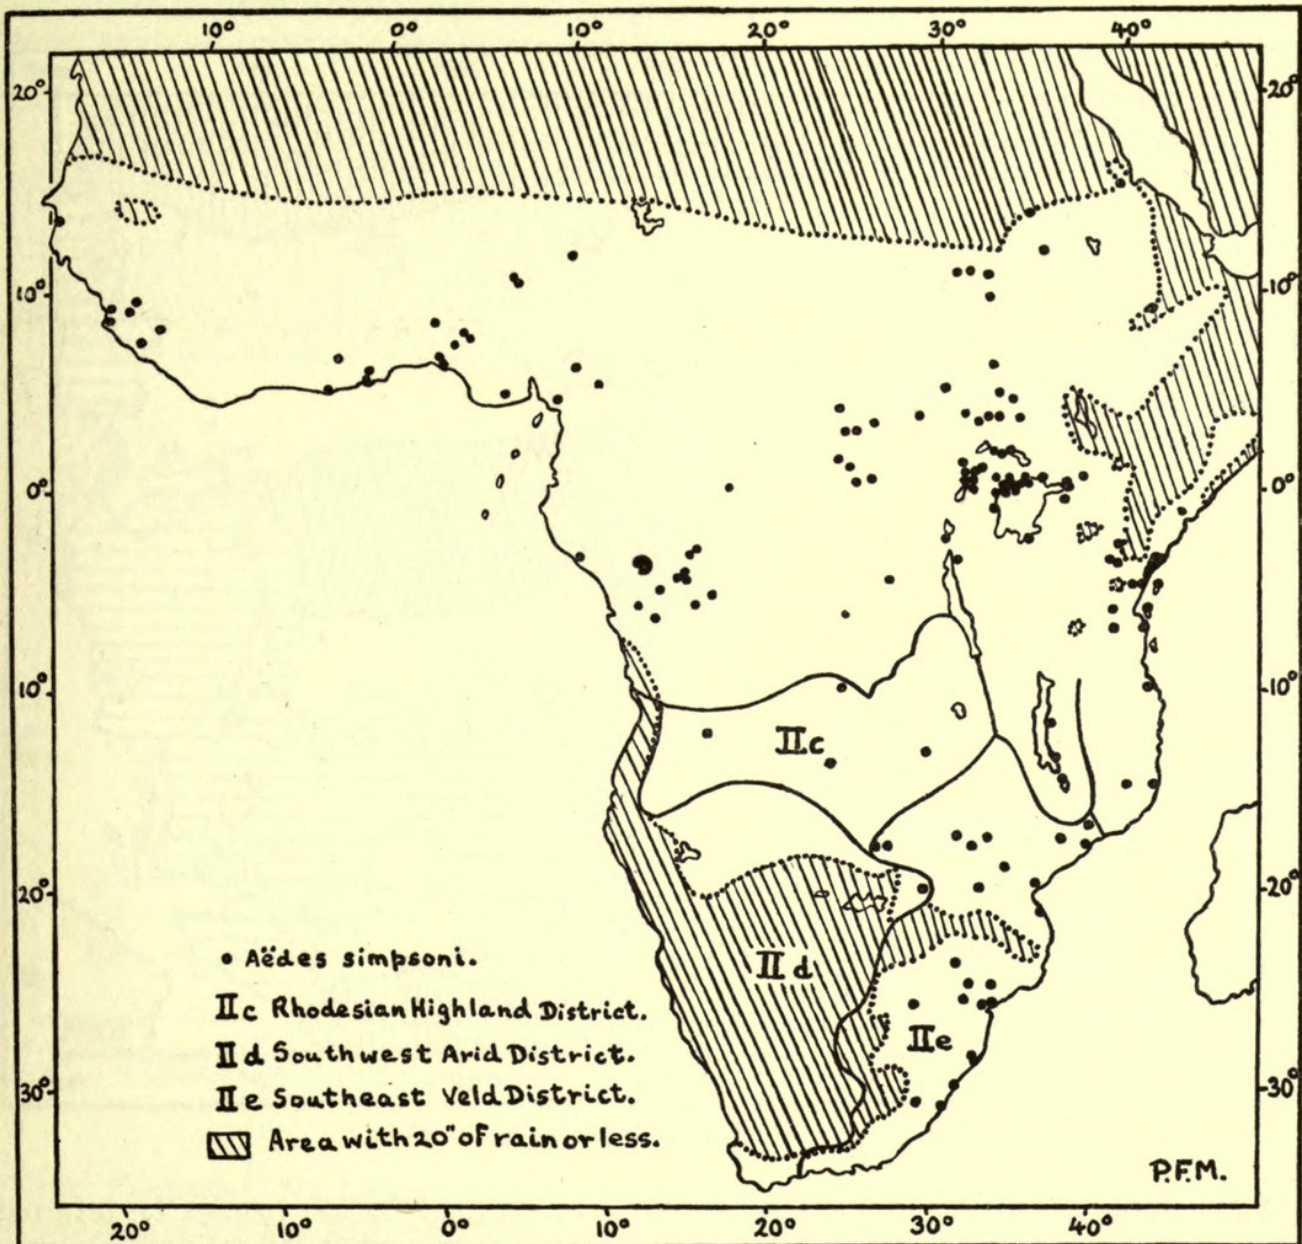 10° 0° 10° 20° 30° 40°
20° 20°
10° 10°
0° 0°
10° 10°
IIc
20° 20°
IId
• Aëdes simpsoni.
IIc Rhodesian Highland District.
IIe
IId Southwest Arid District.
IIe Southeast Veld District.
30° 30°
Area with 20" of rain or less.
P.F.M.
20° 10° 0° 10° 20° 30° 40°